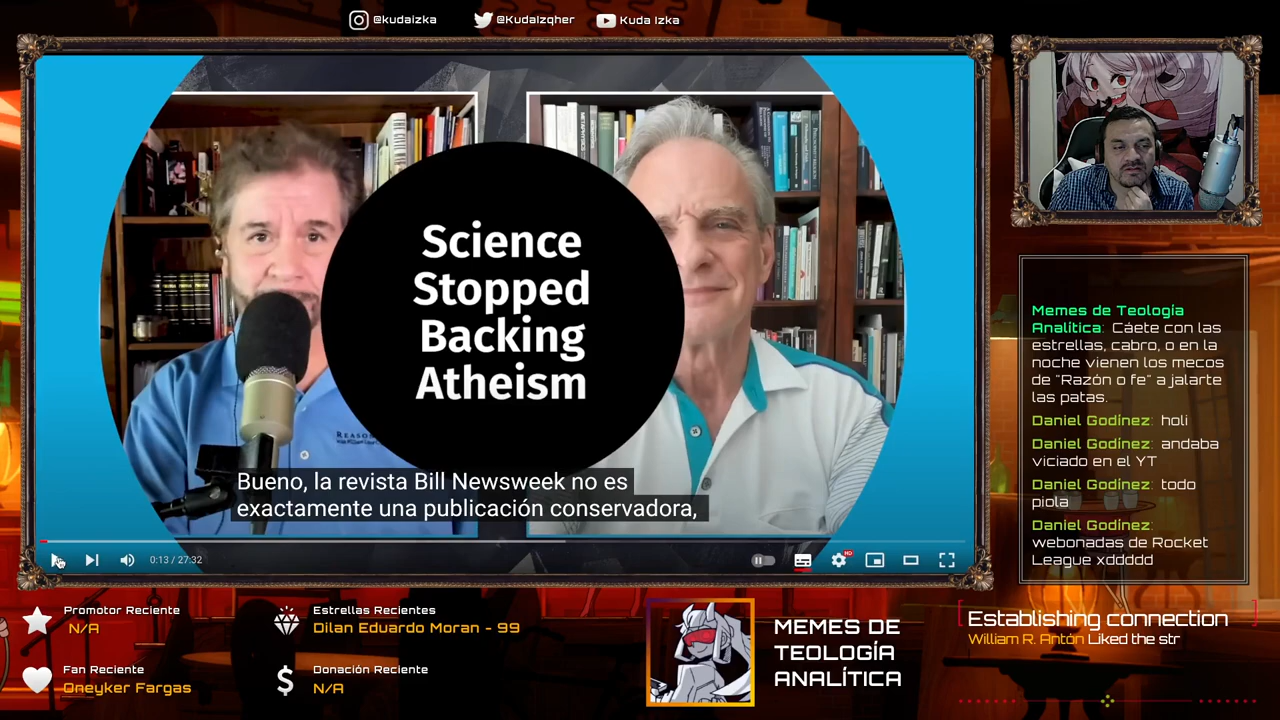 @kudaizka
@KudaIzqher
Kuda Izka
Science
Stopped
Backing
Atheism
REASON
Bueno, la revista Bill Newsweek no es
exactamente una publicación conservadora,
0:13 / 27:32
HD
Memes de Teología
Analítica: Cáete con las
estrellas, cabro, o en la
noche vienen los mecos
de "Razón o fe" a jalarte
las patas.
Daniel Godínez: holi
Daniel Godínez: andaba
viciado en el YT
Daniel Godínez: todo
piola
Daniel Godínez:
webonadas de Rocket
League xddddd
Promotor Reciente
N/A
Estrellas Recientes
Dilan Eduardo Moran - 99
Fan Reciente
Oneyker Fargas
Donación Reciente
N/A
MEMES DE
TEOLOGÍA
ANALÍTICA
Establishing connection
William R. Antón Liked the str